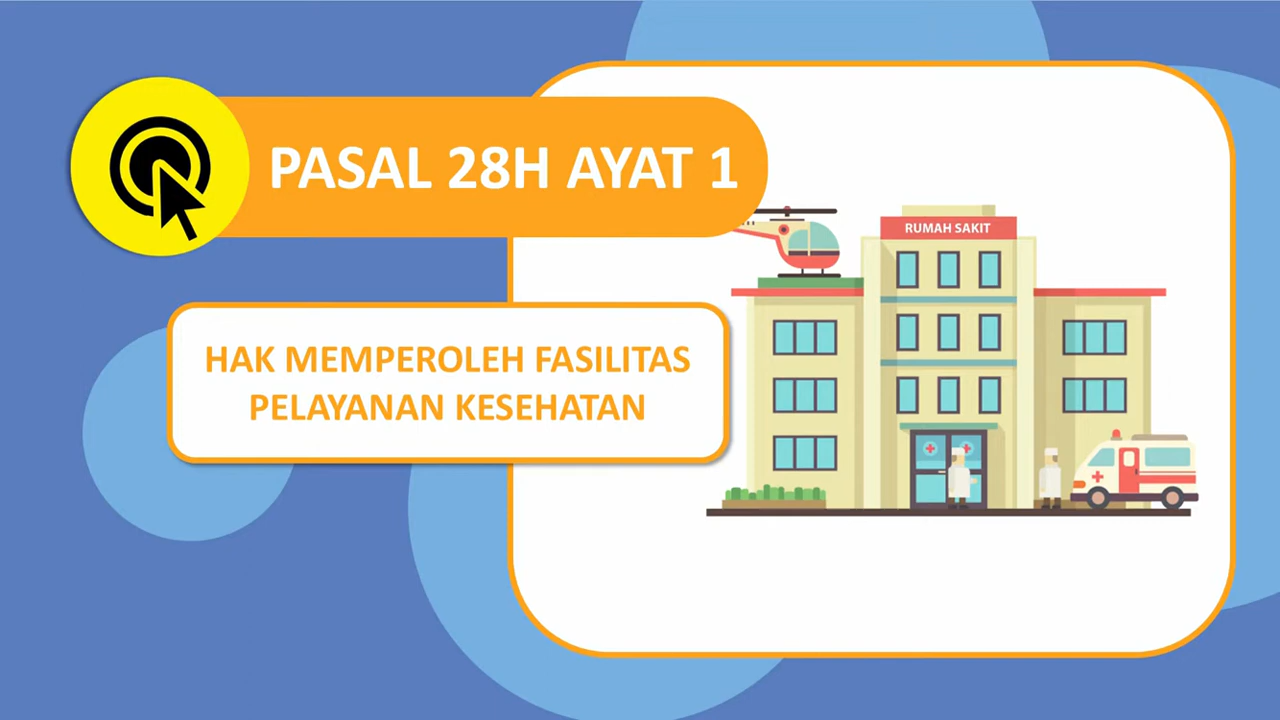 PASAL 28H AYAT 1
RUMAH SAKIT
HAK MEMPEROLEH FASILITAS
PELAYANAN KESEHATAN